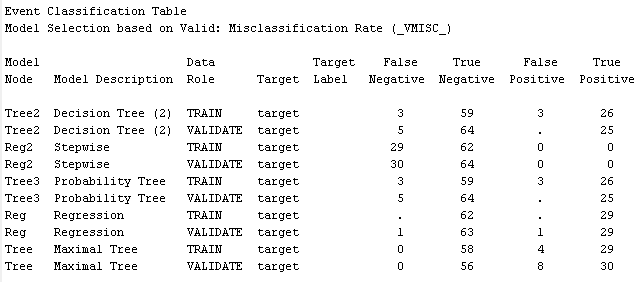 Event Classification Table
Model Selection based on Valid: Misclassification Rate (_VMISC_)
Model Data Target False True False True
Node Model Description Role Target Label Negative Negative Positive Positive
Tree2 Decision Tree (2) TRAIN target 3 59 3 26
Tree2 Decision Tree (2) VALIDATE target 5 64 . 25
Reg2 Stepwise TRAIN target 29 62 0 0
Reg2 Stepwise VALIDATE target 30 64 0 0
Tree3 Probability Tree TRAIN target 3 59 3 26
Tree3 Probability Tree VALIDATE target 5 64 . 25
Reg Regression TRAIN target . 62 . 29
Reg Regression VALIDATE target 1 63 1 29
Tree Maximal Tree TRAIN target 0 58 4 29
Tree Maximal Tree VALIDATE target 0 56 8 30